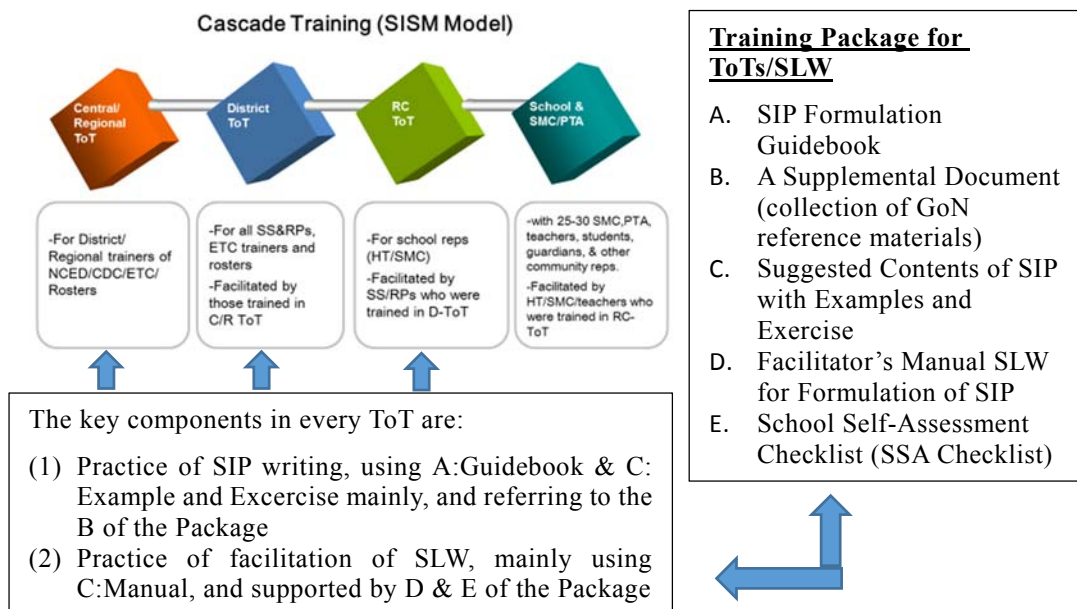 Cascade Training (SISM Model)
Central/
Regional
ToT
District
ToT
RC
ToT
School &
SMC/PTA
-For District/
Regional trainers of
NCED/CDC/ETC/
Rosters
-For all SS&RPs,
ETC trainers and
rosters
-Facilitated by
those trained in
C/R ToT
-For school reps
(HT/SMC)
-Facilitated by
SS/RPs who were
trained in D-ToT
-with 25-30 SMC,PTA,
teachers, students,
guardians, & other
community reps.
-Facilitated by
HT/SMC/teachers who
were trained in RC-
ToT
The key components in every ToT are:
(1) Practice of SIP writing, using A:Guidebook & C:
Example and Excercise mainly, and referring to the
B of the Package
(2) Practice of facilitation of SLW, mainly using
C:Manual, and supported by D & E of the Package
Training Package for
ToTs/SLW
A. SIP Formulation
Guidebook
B. A Supplemental Document
(collection of GoN
reference materials)
C. Suggested Contents of SIP
with Examples and
Exercise
D. Facilitator’s Manual SLW
for Formulation of SIP
E. School Self-Assessment
Checklist (SSA Checklist)